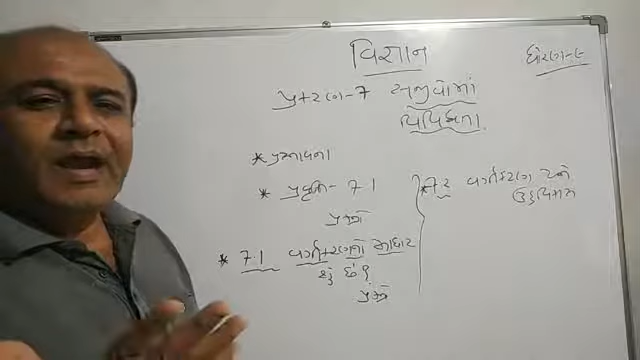 વિજ્ઞાન
ધોરણ-૯
પ્રકરણ-7 સજીવોમાં
વિવિધતા.
* પ્રસ્તાવના
* પ્રવૃત્તિ- 7.1
પ્રશ્નો
* 7.1 વર્ગીકરણનો આધાર
શું છે?
પ્રશ્નો
* 7.2 વર્ગીકરણ અને
ઉદ્‌વિકાસ